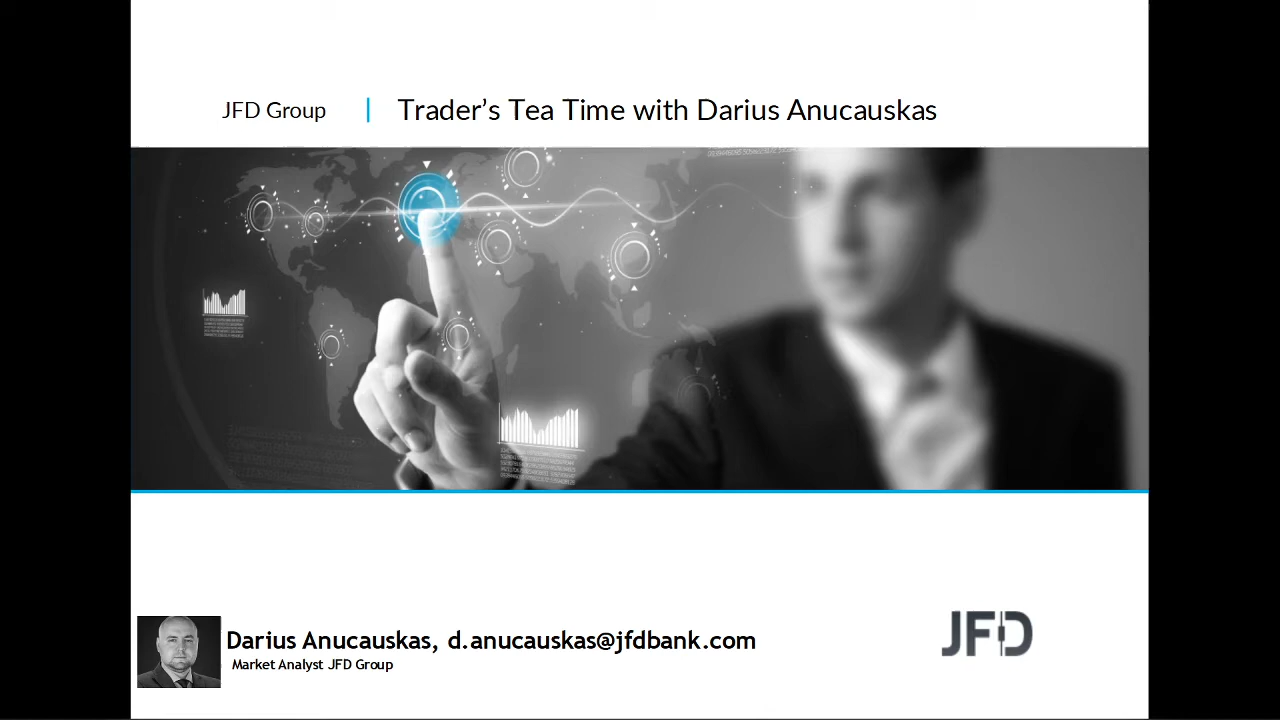 JFD Group | Trader's Tea Time with Darius Anucauskas
Darius Anucauskas, d.anucauskas@jfdbank.com
Market Analyst JFD Group
JFD